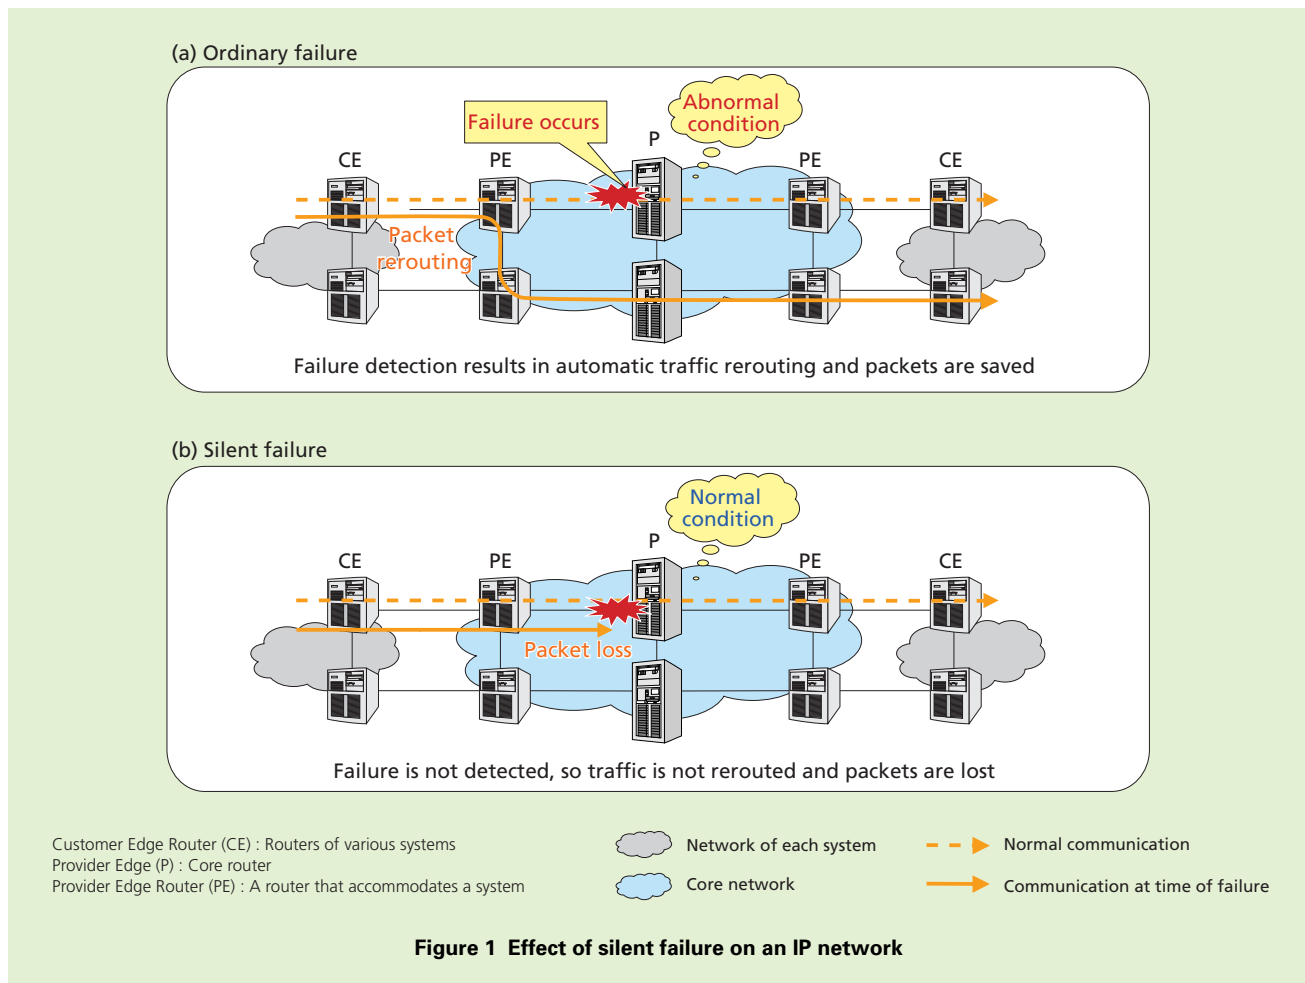 (a) Ordinary failure
Failure occurs
Abnormal
condition
P
CE
PE
PE
CE
Packet
rerouting
Failure detection results in automatic traffic rerouting and packets are saved
(b) Silent failure
Normal
condition
P
CE
PE
PE
CE
Packet loss
Failure is not detected, so traffic is not rerouted and packets are lost
Customer Edge Router (CE) : Routers of various systems
Provider Edge (P) : Core router
Provider Edge Router (PE) : A router that accommodates a system
Network of each system
Core network
Normal communication
Communication at time of failure
Figure 1 Effect of silent failure on an IP network